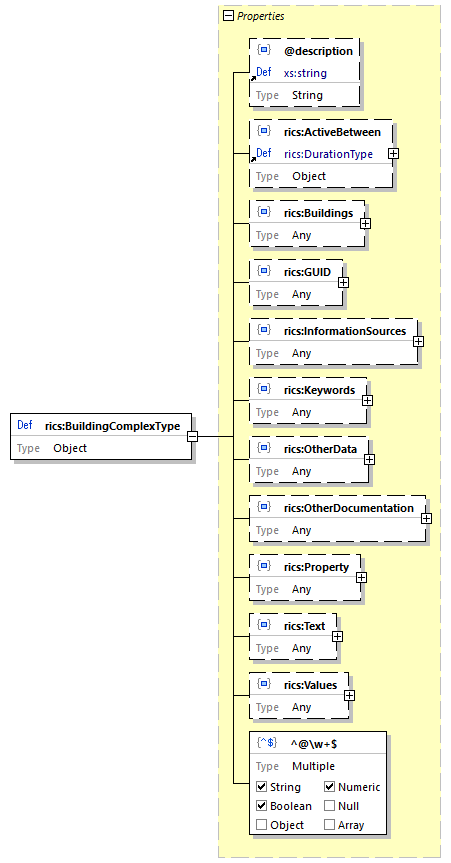 Properties
@description
Def xs:string
Type String
rics:ActiveBetween
Def rics:DurationType
Type Object
rics:Buildings
Type Any
rics:GUID
Type Any
rics:InformationSources
Type Any
rics:Keywords
Type Any
Def rics:BuildingComplexType
Type Object
rics:OtherData
Type Any
rics:OtherDocumentation
Type Any
rics:Property
Type Any
rics:Text
Type Any
rics:Values
Type Any
{^$} ^@\w+$
Type Multiple
String Numeric
Boolean Null
Object Array